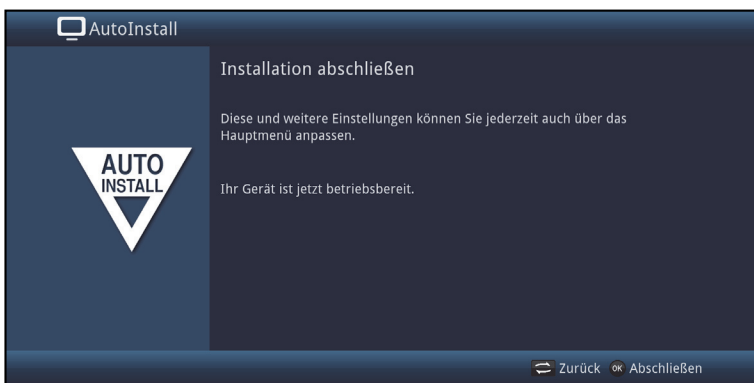 AutoInstall
Installation abschließen
Diese und weitere Einstellungen können Sie jederzeit auch über das
Hauptmenü anpassen.
AUTO
INSTALL
Ihr Gerät ist jetzt betriebsbereit.
Zurück OK Abschließen